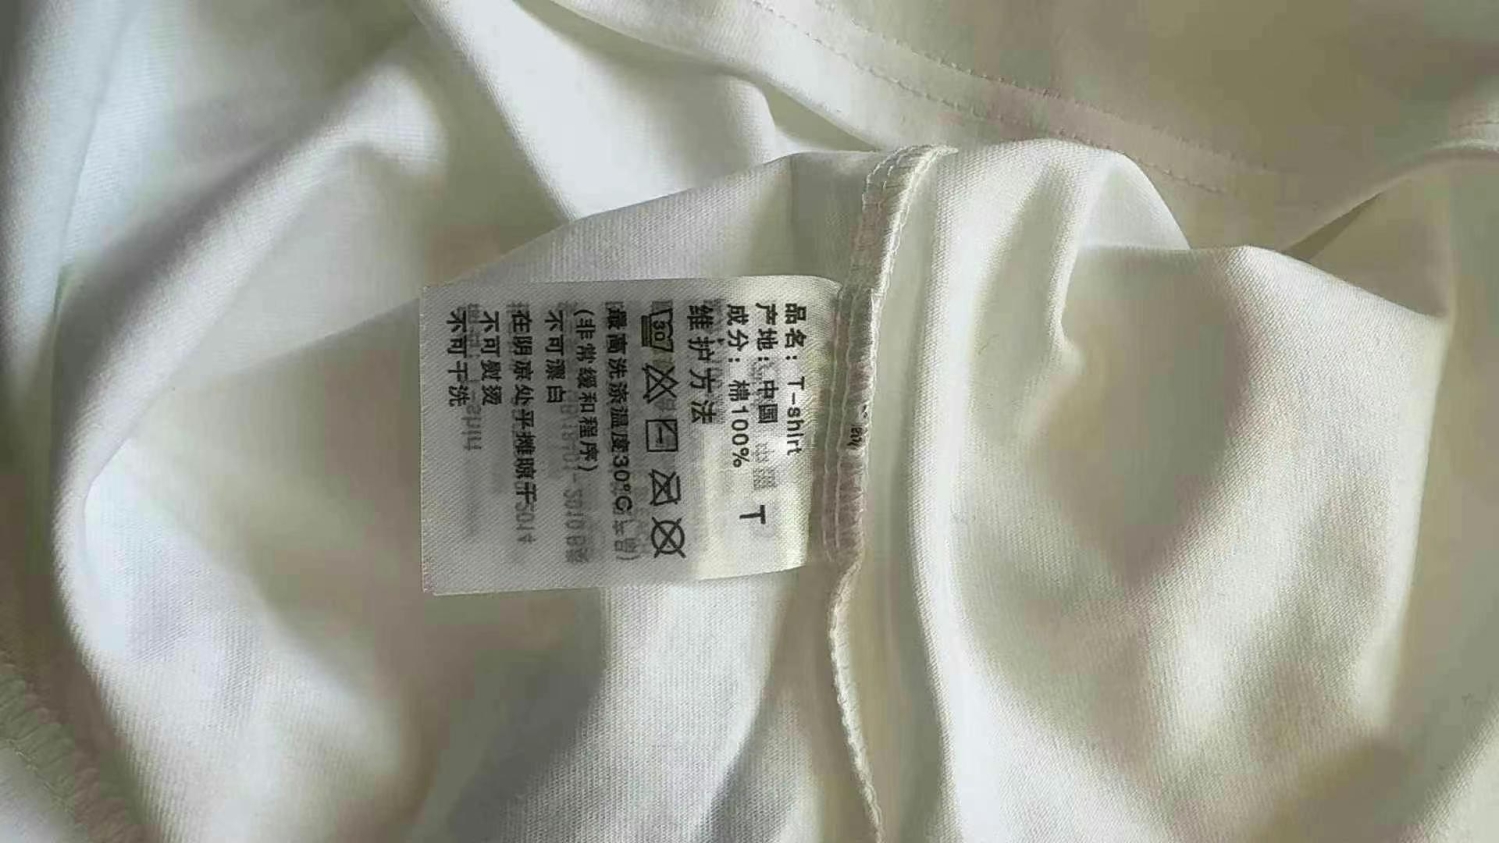 品名：T-shirt
产地：中国
成分：棉100% T
维护方法
30
最高洗涤温度30°C
(非常缓和程序)
不可漂白
在阴凉处平摊晾干
不可熨烫
不可干洗